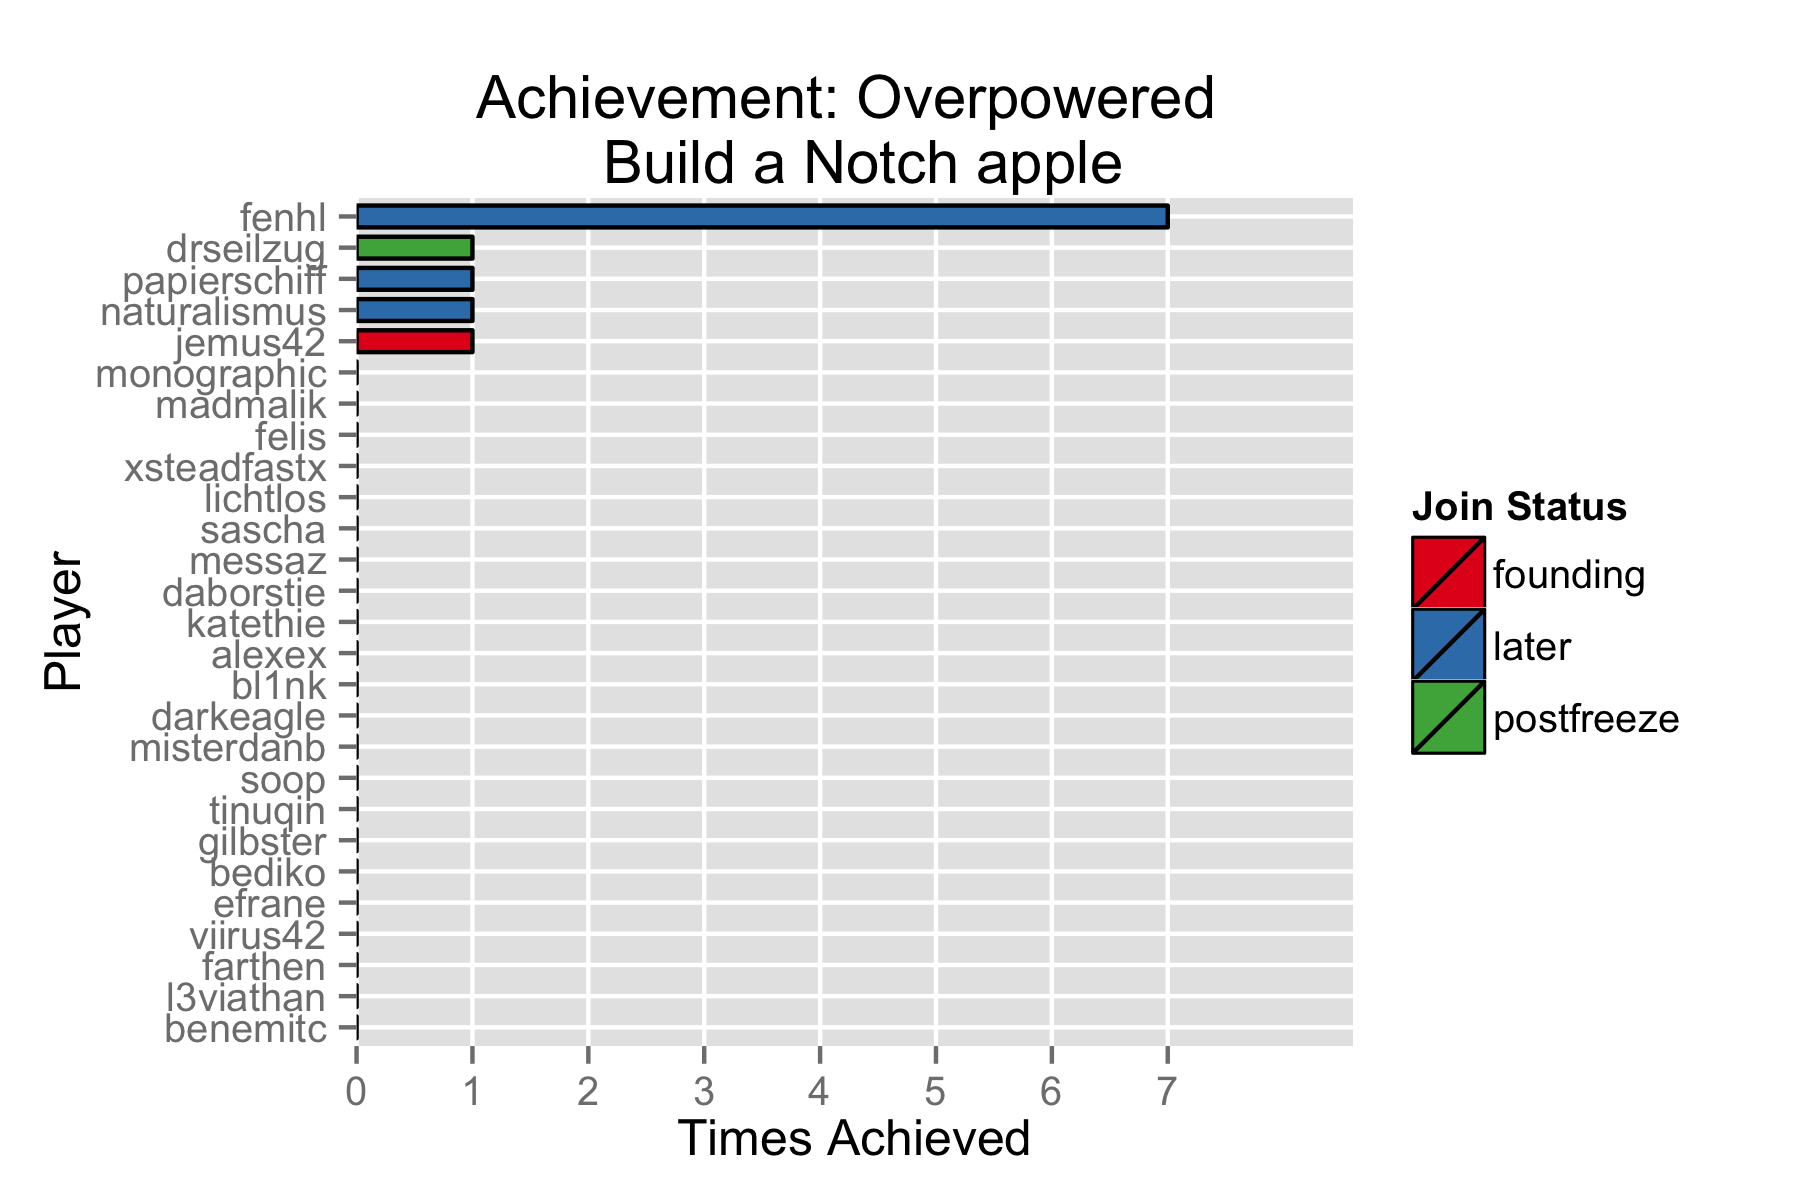 Achievement: Overpowered
Build a Notch apple
Player
fenhl
drseilzug
papierschiff
naturalismus
jemus42
monographic
madmalik
felis
xsteadfastx
lichtlos
sascha
messaz
daborstie
katethie
alexex
bl1nk
darkeagle
misterdanb
soop
tinuqin
gilbster
bediko
efrane
viirus42
farthen
l3viathan
benemitc
0 1 2 3 4 5 6 7
Times Achieved
Join Status
founding
later
postfreeze